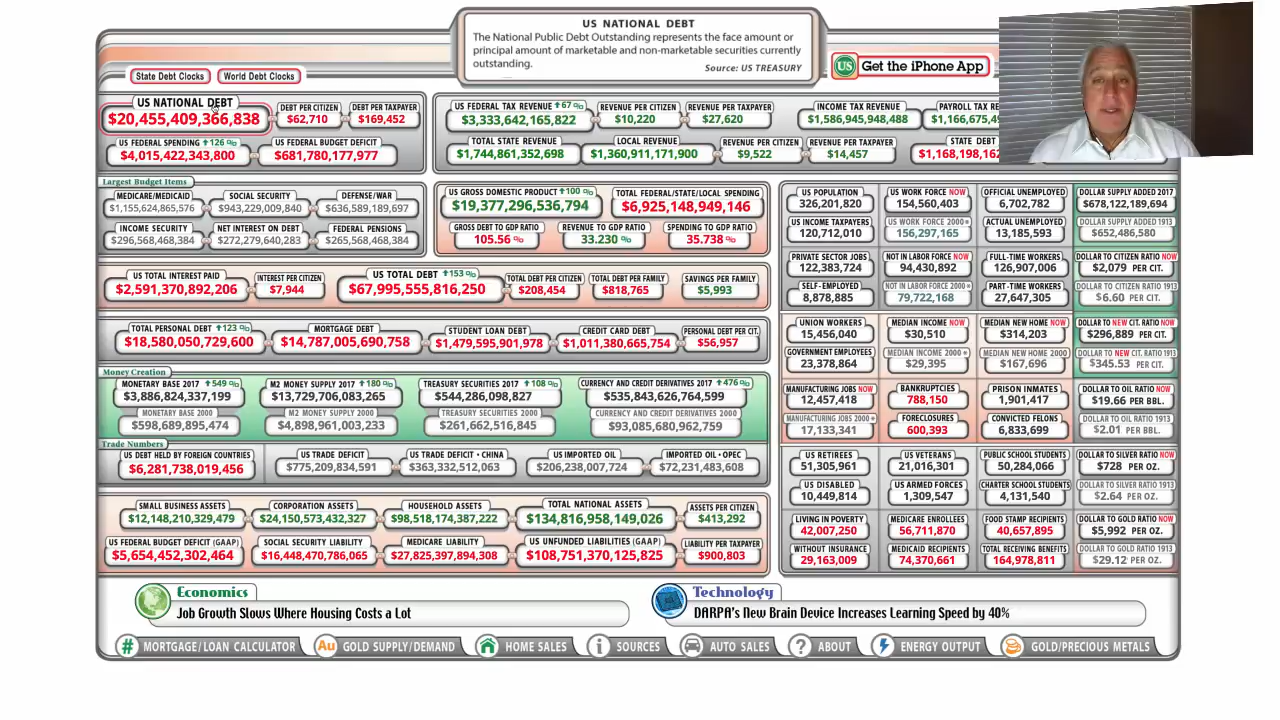 US NATIONAL DEBT
The National Public Debt Outstanding represents the face amount or
principal amount of marketable and non-marketable securities currently
outstanding.
Source: US TREASURY
State Debt Clocks
World Debt Clocks
US Get the iPhone App
US NATIONAL DEBT
$20,455,409,366,838
DEBT PER CITIZEN
$62,710
DEBT PER TAXPAYER
$169,452
US FEDERAL SPENDING ↑126 %
$4,015,422,343,800
US FEDERAL BUDGET DEFICIT
$681,780,177,977
US FEDERAL TAX REVENUE ↑67 %
$3,333,642,165,822
REVENUE PER CITIZEN
$10,220
REVENUE PER TAXPAYER
$27,620
INCOME TAX REVENUE
$1,586,945,948,488
PAYROLL TAX RE
$1,166,675,49
TOTAL STATE REVENUE
$1,744,861,352,698
LOCAL REVENUE
$1,360,911,171,900
REVENUE PER CITIZEN
$9,522
REVENUE PER TAXPAYER
$14,457
STATE DEBT
$1,168,198,162
Largest Budget Items
MEDICARE/MEDICAID
$1,155,624,865,576
SOCIAL SECURITY
$943,229,009,840
DEFENSE/WAR
$636,589,189,697
INCOME SECURITY
$296,568,468,384
NET INTEREST ON DEBT
$272,279,640,283
FEDERAL PENSIONS
$265,568,468,384
US GROSS DOMESTIC PRODUCT ↑100 %
$19,377,296,536,794
TOTAL FEDERAL/STATE/LOCAL SPENDING
$6,925,148,949,146
GROSS DEBT TO GDP RATIO
105.56 %
REVENUE TO GDP RATIO
33.230 %
SPENDING TO GDP RATIO
35.738 %
US TOTAL INTEREST PAID
$2,591,370,892,206
INTEREST PER CITIZEN
$7,944
US TOTAL DEBT ↑153 %
$67,995,555,816,250
TOTAL DEBT PER CITIZEN
$208,454
TOTAL DEBT PER FAMILY
$818,765
SAVINGS PER FAMILY
$5,993
TOTAL PERSONAL DEBT ↑123 %
$18,580,050,729,600
MORTGAGE DEBT
$14,787,005,690,758
STUDENT LOAN DEBT
$1,479,595,901,978
CREDIT CARD DEBT
$1,011,380,665,754
PERSONAL DEBT PER CIT.
$56,957
Money Creation
MONETARY BASE 2017 ↑549 %
$3,886,824,337,199
M2 MONEY SUPPLY 2017 ↑180 %
$13,729,706,083,265
TREASURY SECURITIES 2017 ↑108 %
$544,286,098,827
CURRENCY AND CREDIT DERIVATIVES 2017 ↑476 %
$535,843,626,764,599
MONETARY BASE 2000
$598,689,895,474
M2 MONEY SUPPLY 2000
$4,898,961,003,233
TREASURY SECURITIES 2000
$261,662,516,845
CURRENCY AND CREDIT DERIVATIVES 2000
$93,085,680,962,759
Trade Numbers
US DEBT HELD BY FOREIGN COUNTRIES
$6,281,738,019,456
US TRADE DEFICIT
$775,209,834,591
US TRADE DEFICIT • CHINA
$363,332,512,063
US IMPORTED OIL
$206,238,007,724
IMPORTED OIL • OPEC
$72,231,483,608
SMALL BUSINESS ASSETS
$12,148,210,329,479
CORPORATION ASSETS
$24,150,573,432,327
HOUSEHOLD ASSETS
$98,518,174,387,222
TOTAL NATIONAL ASSETS
$134,816,958,149,026
ASSETS PER CITIZEN
$413,292
US FEDERAL BUDGET DEFICIT (GAAP)
$5,654,452,302,464
SOCIAL SECURITY LIABILITY
$16,448,470,786,065
MEDICARE LIABILITY
$27,825,397,894,308
US UNFUNDED LIABILITIES (GAAP)
$108,751,370,125,825
LIABILITY PER TAXPAYER
$900,803
US POPULATION
326,201,820
US WORK FORCE NOW
154,560,403
OFFICIAL UNEMPLOYED
6,702,782
DOLLAR SUPPLY ADDED 2017
$678,122,189,694
US INCOME TAXPAYERS
120,712,010
US WORK FORCE 2000
156,297,165
ACTUAL UNEMPLOYED
13,185,593
DOLLAR SUPPLY ADDED 1913
$652,486,580
PRIVATE SECTOR JOBS
122,383,724
NOT IN LABOR FORCE NOW
94,430,892
FULL-TIME WORKERS
126,907,006
DOLLAR TO CITIZEN RATIO NOW
$2,079 PER CIT.
SELF-EMPLOYED
8,878,885
NOT IN LABOR FORCE 2000
79,722,168
PART-TIME WORKERS
27,647,305
DOLLAR TO CITIZEN RATIO 1913
$6.60 PER CIT.
UNION WORKERS
15,456,040
MEDIAN INCOME NOW
$30,510
MEDIAN NEW HOME NOW
$314,203
DOLLAR TO NEW CIT. RATIO NOW
$296,889 PER CIT.
GOVERNMENT EMPLOYEES
23,378,864
MEDIAN INCOME 2000
$29,395
MEDIAN NEW HOME 2000
$167,696
DOLLAR TO NEW CIT. RATIO 1913
$345.53 PER CIT.
MANUFACTURING JOBS NOW
12,457,418
BANKRUPTCIES
788,150
PRISON INMATES
1,901,417
DOLLAR TO OIL RATIO NOW
$19.66 PER BBL.
MANUFACTURING JOBS 2000
17,133,341
FORECLOSURES
600,393
CONVICTED FELONS
6,833,699
DOLLAR TO OIL RATIO 1913
$2.01 PER BBL.
US RETIREES
51,305,961
US VETERANS
21,016,301
PUBLIC SCHOOL STUDENTS
50,284,066
DOLLAR TO SILVER RATIO NOW
$728 PER OZ.
US DISABLED
10,449,814
US ARMED FORCES
1,309,547
CHARTER SCHOOL STUDENTS
4,131,540
DOLLAR TO SILVER RATIO 1913
$2.64 PER OZ.
LIVING IN POVERTY
42,007,250
MEDICARE ENROLLEES
56,711,870
FOOD STAMP RECIPIENTS
40,657,895
DOLLAR TO GOLD RATIO NOW
$5,992 PER OZ.
WITHOUT INSURANCE
29,163,009
MEDICAID RECIPIENTS
74,370,661
TOTAL RECEIVING BENEFITS
164,978,811
DOLLAR TO GOLD RATIO 1913
$29.12 PER OZ.
Economics
Job Growth Slows Where Housing Costs a Lot
Technology
DARPA's New Brain Device Increases Learning Speed by 40%
# MORTGAGE/LOAN CALCULATOR
Au GOLD SUPPLY/DEMAND
HOME SALES
SOURCES
AUTO SALES
? ABOUT
ENERGY OUTPUT
GOLD/PRECIOUS METALS